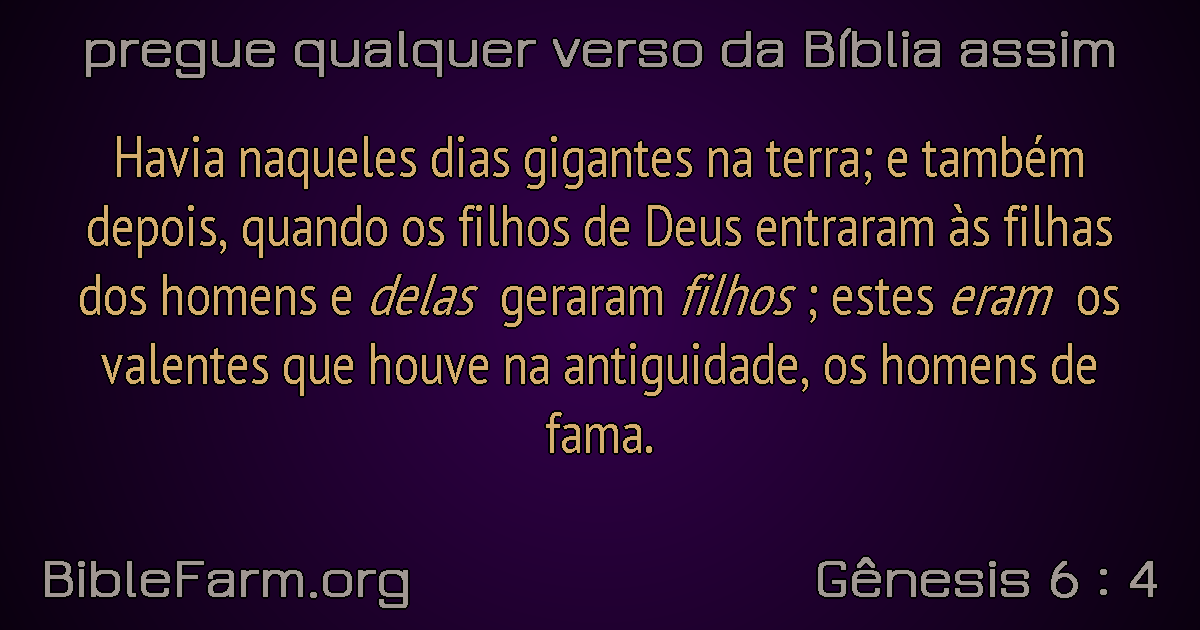 pregue qualquer verso da Bíblia assim
Havia naqueles dias gigantes na terra; e também
depois, quando os filhos de Deus entraram às filhas
dos homens e delas geraram filhos ; estes eram os
valentes que houve na antiguidade, os homens de
fama.
BibleFarm.org
Gênesis 6 : 4